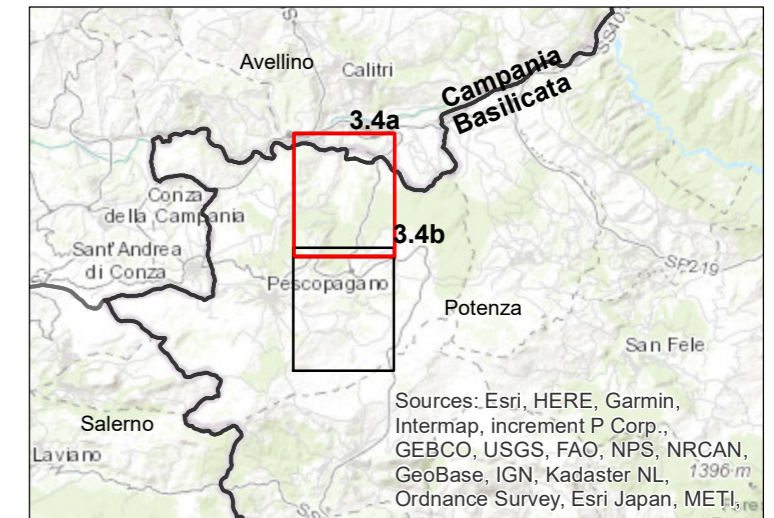 SS401
Avellino
Calitri
Campania
Basilicata
3.4a
Conza
della Campania
3.4b
Sant'Andrea
di Conza
SP219
Pescopagano
Potenza
San Fele
Sources: Esri, HERE, Garmin,
Intermap, increment P Corp.,
GEBCO, USGS, FAO, NPS, NRCAN,
GeoBase, IGN, Kadaster NL,
Ordnance Survey, Esri Japan, METI,
Salerno
Laviano
1396 m